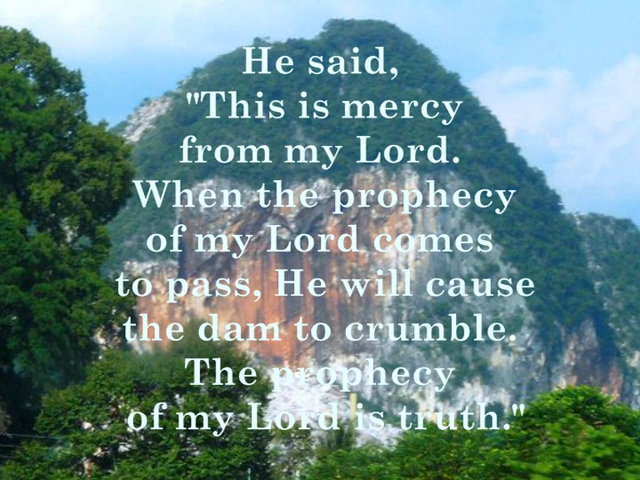 He said,
"This is mercy
from my Lord.
When the prophecy
of my Lord comes
to pass, He will cause
the dam to crumble.
The prophecy
of my Lord is truth."